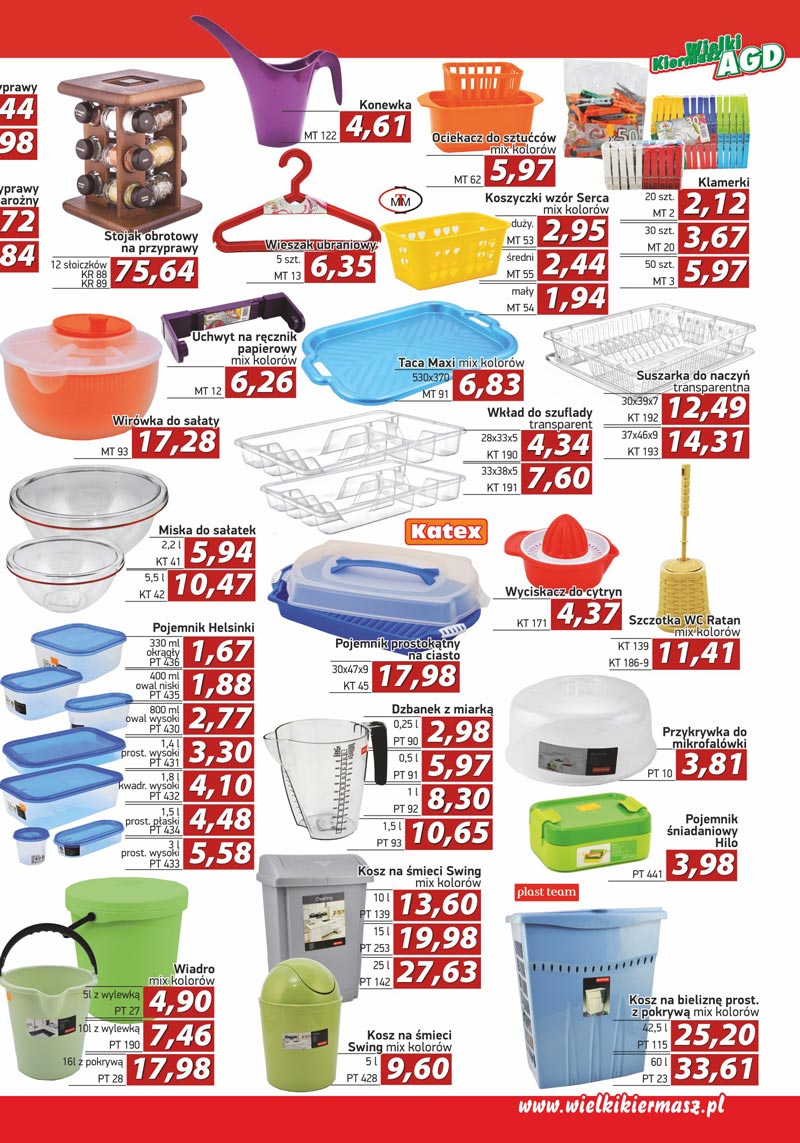 Wielki
Kiermasz AGD
zyprawy
44
98
zyprawy
arożny
72
84
Stojak obrotowy
na przyprawy
12 słoiczków
KR 88
KR 89
75,64
Konewka
MT 122
4,61
Wieszak ubraniowy
5 szt.
MT 13
6,35
Ociekacz do sztućców
mix kolorów
MT 62
5,97
Koszyczki wzór Serca
mix kolorów
duży.
MT 53
2,95
średni
MT 55
2,44
mały
MT 54
1,94
Klamerki
20 szt.
MT 2
2,12
30 szt.
MT 20
3,67
50 szt.
MT 3
5,97
Wirówka do sałaty
MT 93
17,28
Uchwyt na ręcznik
papierowy
mix kolorów
MT 12
6,26
Taca Maxi mix kolorów
530x370
MT 91
6,83
Suszarka do naczyń
transparentna
30x39x7
KT 192
12,49
37x46x9
KT 193
14,31
Wkład do szuflady
transparent
28x33x5
KT 190
4,34
33x38x5
KT 191
7,60
Miska do sałatek
2,2 l
KT 41
5,94
5,5 l
KT 42
10,47
Katex
Pojemnik prostokątny
na ciasto
30x47x9
KT 45
17,98
Wyciskacz do cytryn
KT 171
4,37
Szczotka WC Ratan
mix kolorów
KT 139
KT 186-9
11,41
Pojemnik Helsinki
330 ml
okrągły
PT 436
1,67
400 ml
owal niski
PT 435
1,88
800 ml
owal wysoki
PT 430
2,77
1,4 l
prost. wysoki
PT 431
3,30
1,8 l
kwadr. wysoki
PT 432
4,10
1,5 l
prost. płaski
PT 434
4,48
3 l
prost. wysoki
PT 433
5,58
Dzbanek z miarką
0,25 l
PT 90
2,98
0,5 l
PT 91
5,97
1 l
PT 92
8,30
1,5 l
PT 93
10,65
Przykrywka do
mikrofalówki
PT 10
3,81
Pojemnik
śniadaniowy
Hilo
PT 441
3,98
plast team
Wiadro
mix kolorów
5l z wylewką
PT 27
4,90
10l z wylewką
PT 190
7,46
16l z pokrywą
PT 28
17,98
Kosz na śmieci Swing
mix kolorów
10 l
PT 139
13,60
15 l
PT 253
19,98
25 l
PT 142
27,63
Kosz na śmieci
Swing mix kolorów
5 l
PT 428
9,60
Kosz na bieliznę prost.
z pokrywą mix kolorów
42,5 l
PT 115
25,20
60 l
PT 23
33,61
www.wielkikiermasz.pl